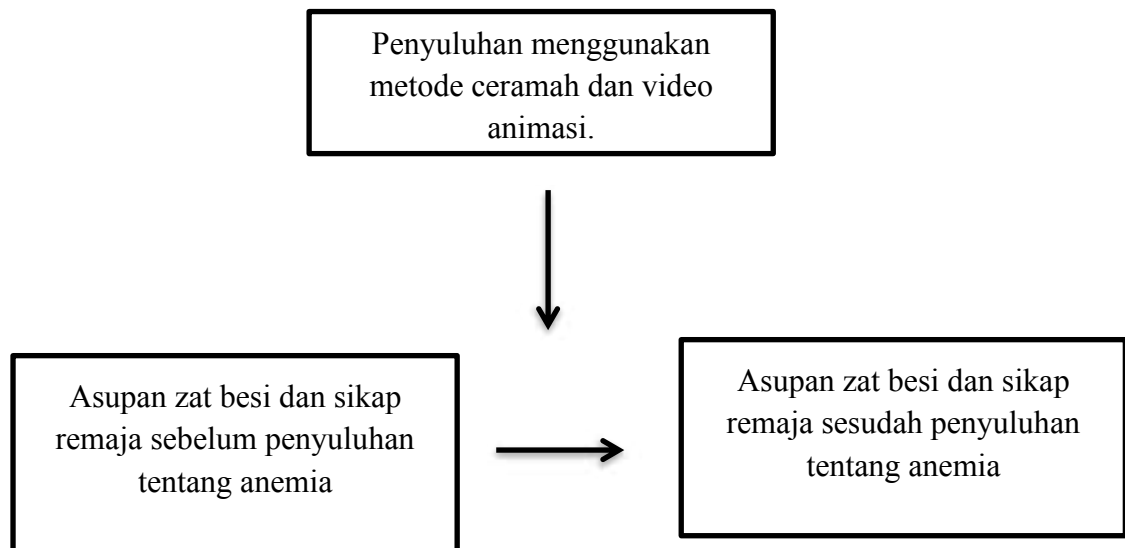 Penyuluhan menggunakan
metode ceramah dan video
animasi.
Asupan zat besi dan sikap
remaja sebelum penyuluhan
tentang anemia
Asupan zat besi dan sikap
remaja sesudah penyuluhan
tentang anemia